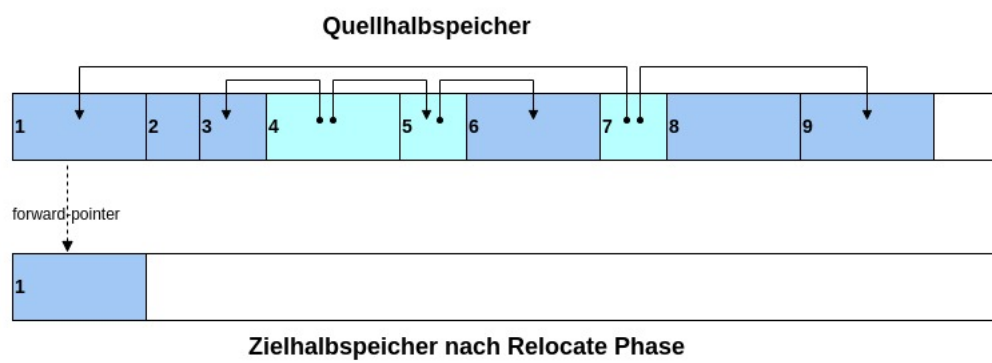 Quellhalbspeicher
1 2 3 4 5 6 7 8 9
forward-pointer
1
Zielhalbspeicher nach Relocate Phase